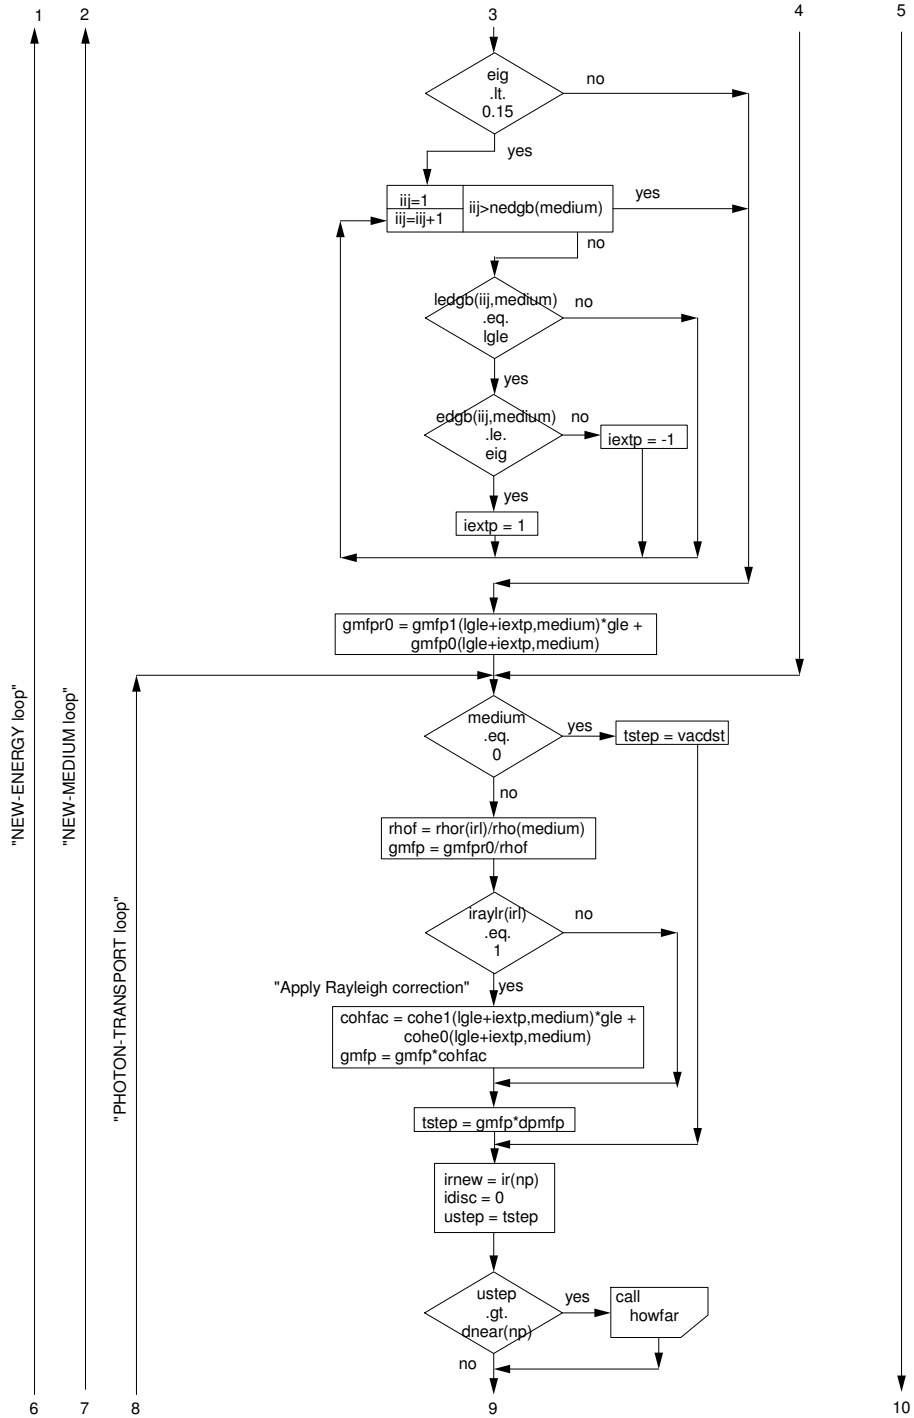 1
2
3
4
5
eig
.lt.
0.15
no
yes
iij=1
iij=iij+1
iij>nedgb(medium)
yes
no
ledgb(iij,medium)
.eq.
lgle
no
yes
edgb(iij,medium)
.le.
eig
no
iextp = -1
yes
iextp = 1
gmfpr0 = gmfp1(lgle+iextp,medium)*gle +
gmfp0(lgle+iextp,medium)
"NEW-ENERGY loop"
"NEW-MEDIUM loop"
medium
.eq.
0
yes
tstep = vacdst
no
rhof = rhor(irl)/rho(medium)
gmfp = gmfpr0/rhof
"PHOTON-TRANSPORT loop"
iraylr(irl)
.eq.
1
no
"Apply Rayleigh correction"
yes
cohfac = cohe1(lgle+iextp,medium)*gle +
cohe0(lgle+iextp,medium)
gmfp = gmfp*cohfac
tstep = gmfp*dpmfp
irnew = ir(np)
idisc = 0
ustep = tstep
ustep
.gt.
dnear(np)
yes
call
howfar
no
6
7
8
9
10